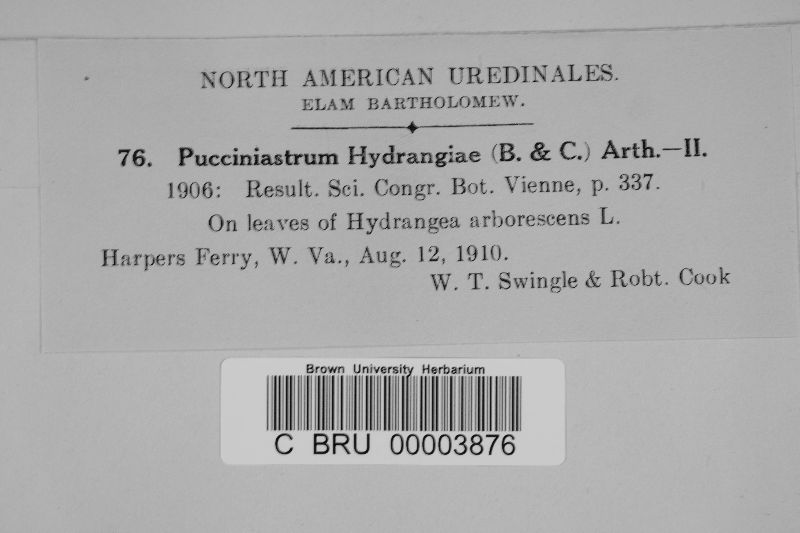 NORTH AMERICAN UREDINALES.
ELAM BARTHOLOMEW.
76. Pucciniastrum Hydrangiae (B. & C.) Arth.—II.
1906: Result. Sci. Congr. Bot. Vienne, p. 337.
On leaves of Hydrangea arborescens L.
Harpers Ferry, W. Va., Aug. 12, 1910.
W. T. Swingle & Robt. Cook
Brown University Herbarium
C BRU 00003876